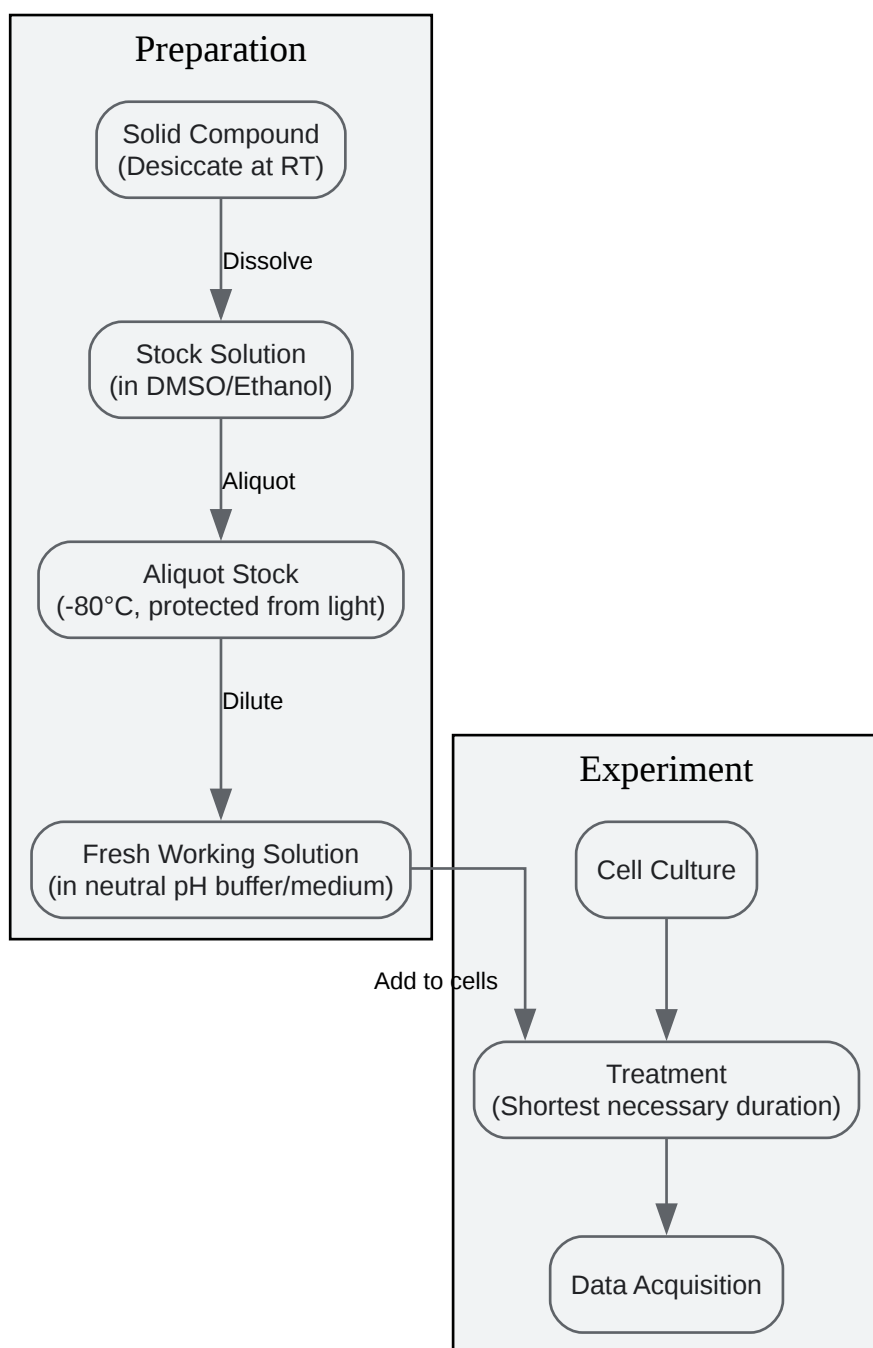 Preparation
Solid Compound
(Desiccate at RT)
Dissolve
Stock Solution
(in DMSO/Ethanol)
Aliquot
Aliquot Stock
(-80°C, protected from light)
Dilute
Fresh Working Solution
(in neutral pH buffer/medium)
Add to cells
Experiment
Cell Culture
Treatment
(Shortest necessary duration)
Data Acquisition